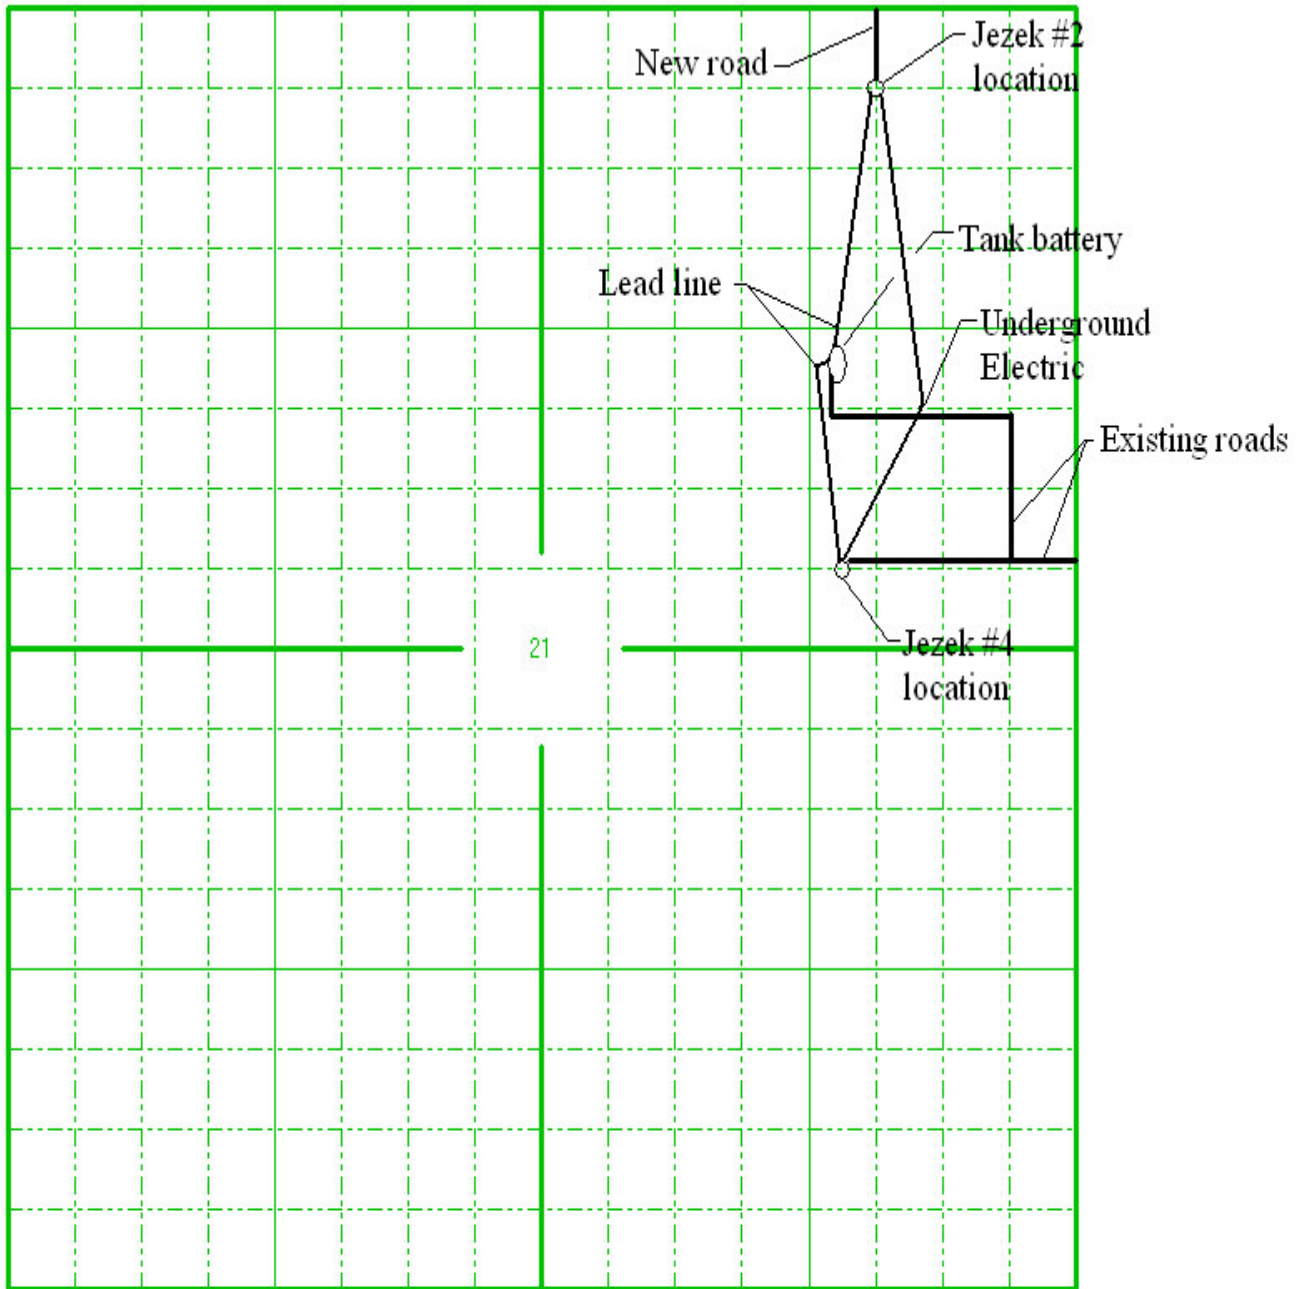 Jezek #2
location
New road
Tank battery
Lead line
Underground
Electric
Existing roads
21
Jezek #4
location